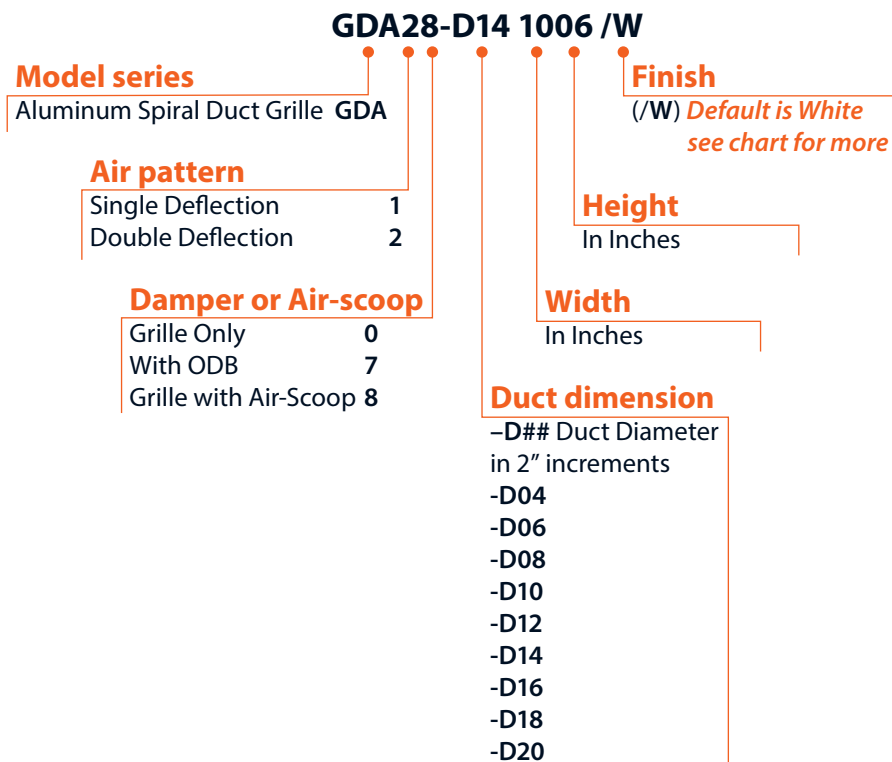 GDA28-D14 1006 /W
Model series
Aluminum Spiral Duct Grille GDA
Finish
(/W) Default is White
see chart for more
Air pattern
Single Deflection 1
Double Deflection 2
Height
In Inches
Damper or Air-scoop
Grille Only 0
With ODB 7
Grille with Air-Scoop 8
Width
In Inches
Duct dimension
–D## Duct Diameter
in 2” increments
-D04
-D06
-D08
-D10
-D12
-D14
-D16
-D18
-D20